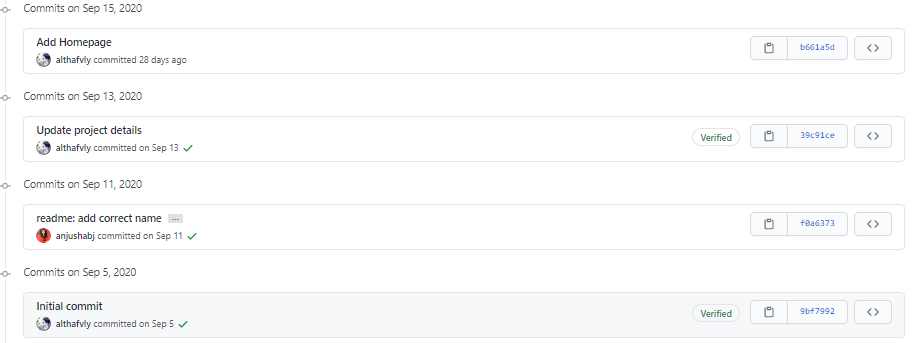 Commits on Sep 15, 2020
Add Homepage
althafvly committed 28 days ago
b661a5d
Commits on Sep 13, 2020
Update project details
althafvly committed on Sep 13
Verified
39c91ce
Commits on Sep 11, 2020
readme: add correct name ...
anjushabj committed on Sep 11
f0a6373
Commits on Sep 5, 2020
Initial commit
althafvly committed on Sep 5
Verified
9bf7992